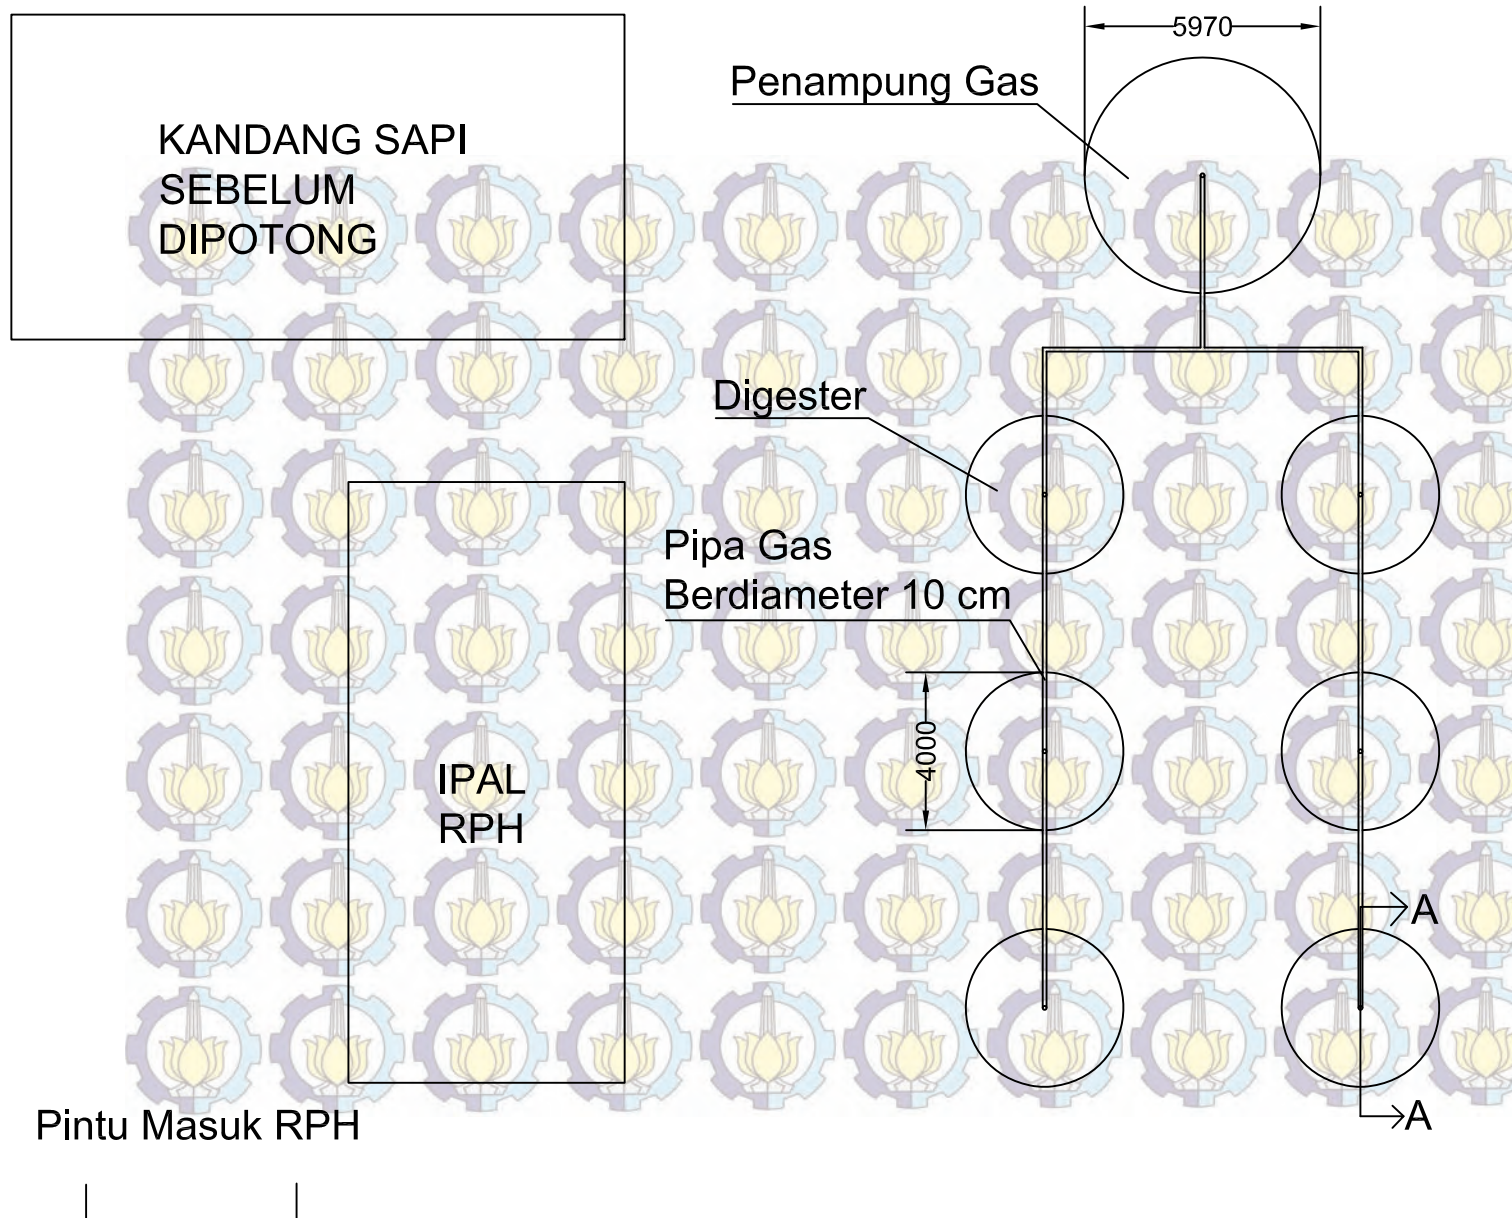 5970
Penampung Gas
KANDANG SAPI
SEBELUM
DIPOTONG
Digester
Pipa Gas
Berdiameter 10 cm
4000
IPAL
RPH
A
A
Pintu Masuk RPH